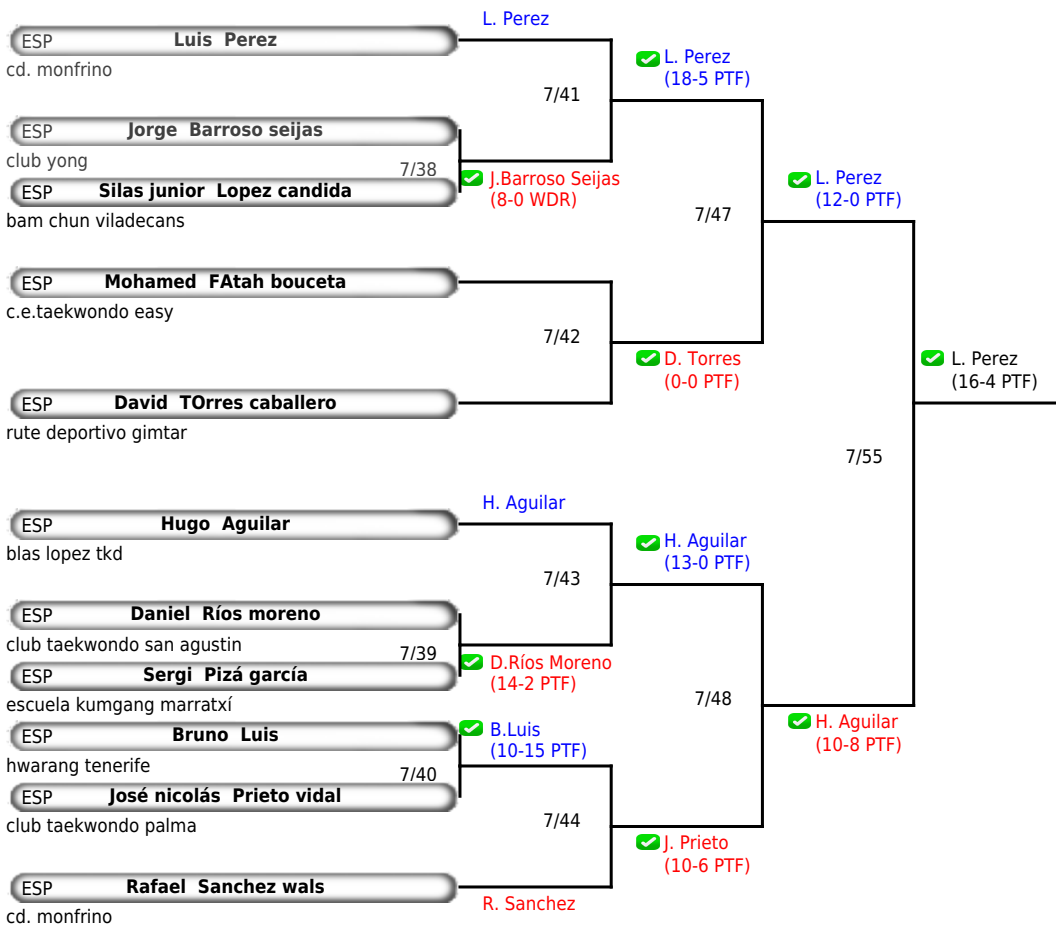 L. Perez
ESP Luis Perez
cd. monfrino
L. Perez
(18-5 PTF)
7/41
ESP Jorge Barroso seijas
club yong
7/38
J.Barroso Seijas
(8-0 WDR)
ESP Silas junior Lopez candida
bam chun viladecans
L. Perez
(12-0 PTF)
7/47
ESP Mohamed FAtah bouceta
c.e.taekwondo easy
7/42
D. Torres
(0-0 PTF)
L. Perez
(16-4 PTF)
ESP David TOrres caballero
rute deportivo gimtar
7/55
H. Aguilar
ESP Hugo Aguilar
blas lopez tkd
H. Aguilar
(13-0 PTF)
7/43
ESP Daniel Ríos moreno
club taekwondo san agustin
7/39
D.Ríos Moreno
(14-2 PTF)
ESP Sergi Pizá garcía
escuela kumgang marratxí
7/48
H. Aguilar
(10-8 PTF)
B.Luis
(10-15 PTF)
ESP Bruno Luis
hwarang tenerife
7/40
ESP José nicolás Prieto vidal
club taekwondo palma
7/44
J. Prieto
(10-6 PTF)
ESP Rafael Sanchez wals
R. Sanchez
cd. monfrino